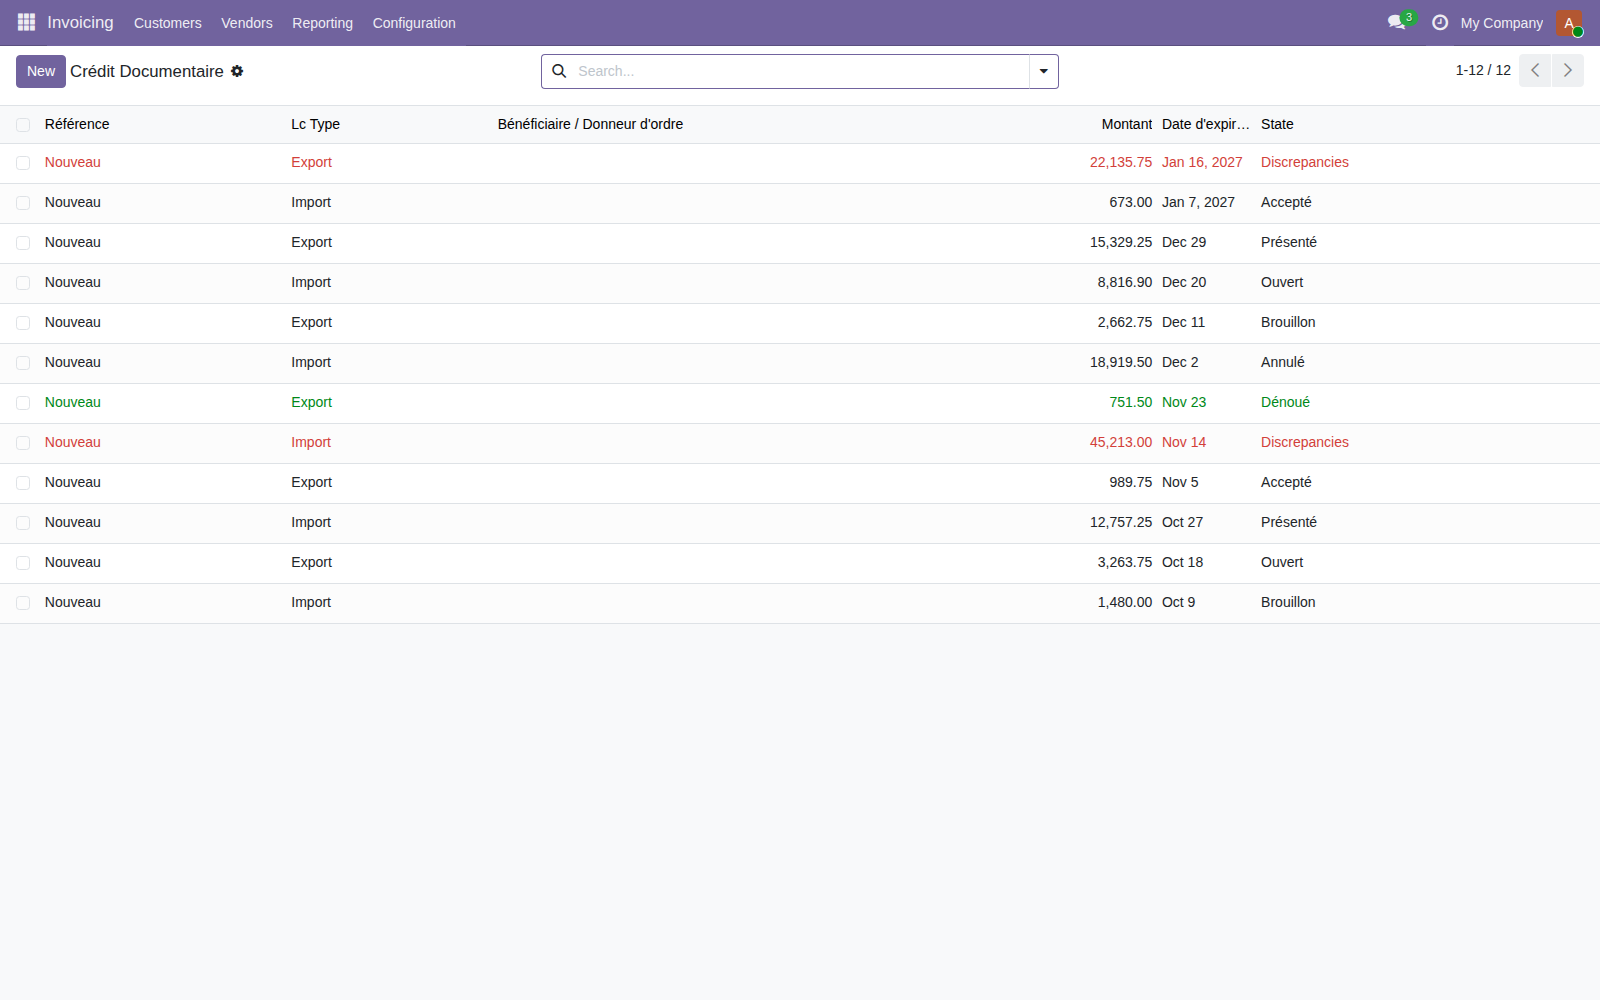 Invoicing Customers Vendors Reporting Configuration 3 My Company A
New Crédit Documentaire Search... 1-12 / 12
Référence Lc Type Bénéficiaire / Donneur d'ordre Montant Date d'expir… State
Nouveau Export 22,135.75 Jan 16, 2027 Discrepancies
Nouveau Import 673.00 Jan 7, 2027 Accepté
Nouveau Export 15,329.25 Dec 29 Présenté
Nouveau Import 8,816.90 Dec 20 Ouvert
Nouveau Export 2,662.75 Dec 11 Brouillon
Nouveau Import 18,919.50 Dec 2 Annulé
Nouveau Export 751.50 Nov 23 Dénoué
Nouveau Import 45,213.00 Nov 14 Discrepancies
Nouveau Export 989.75 Nov 5 Accepté
Nouveau Import 12,757.25 Oct 27 Présenté
Nouveau Export 3,263.75 Oct 18 Ouvert
Nouveau Import 1,480.00 Oct 9 Brouillon